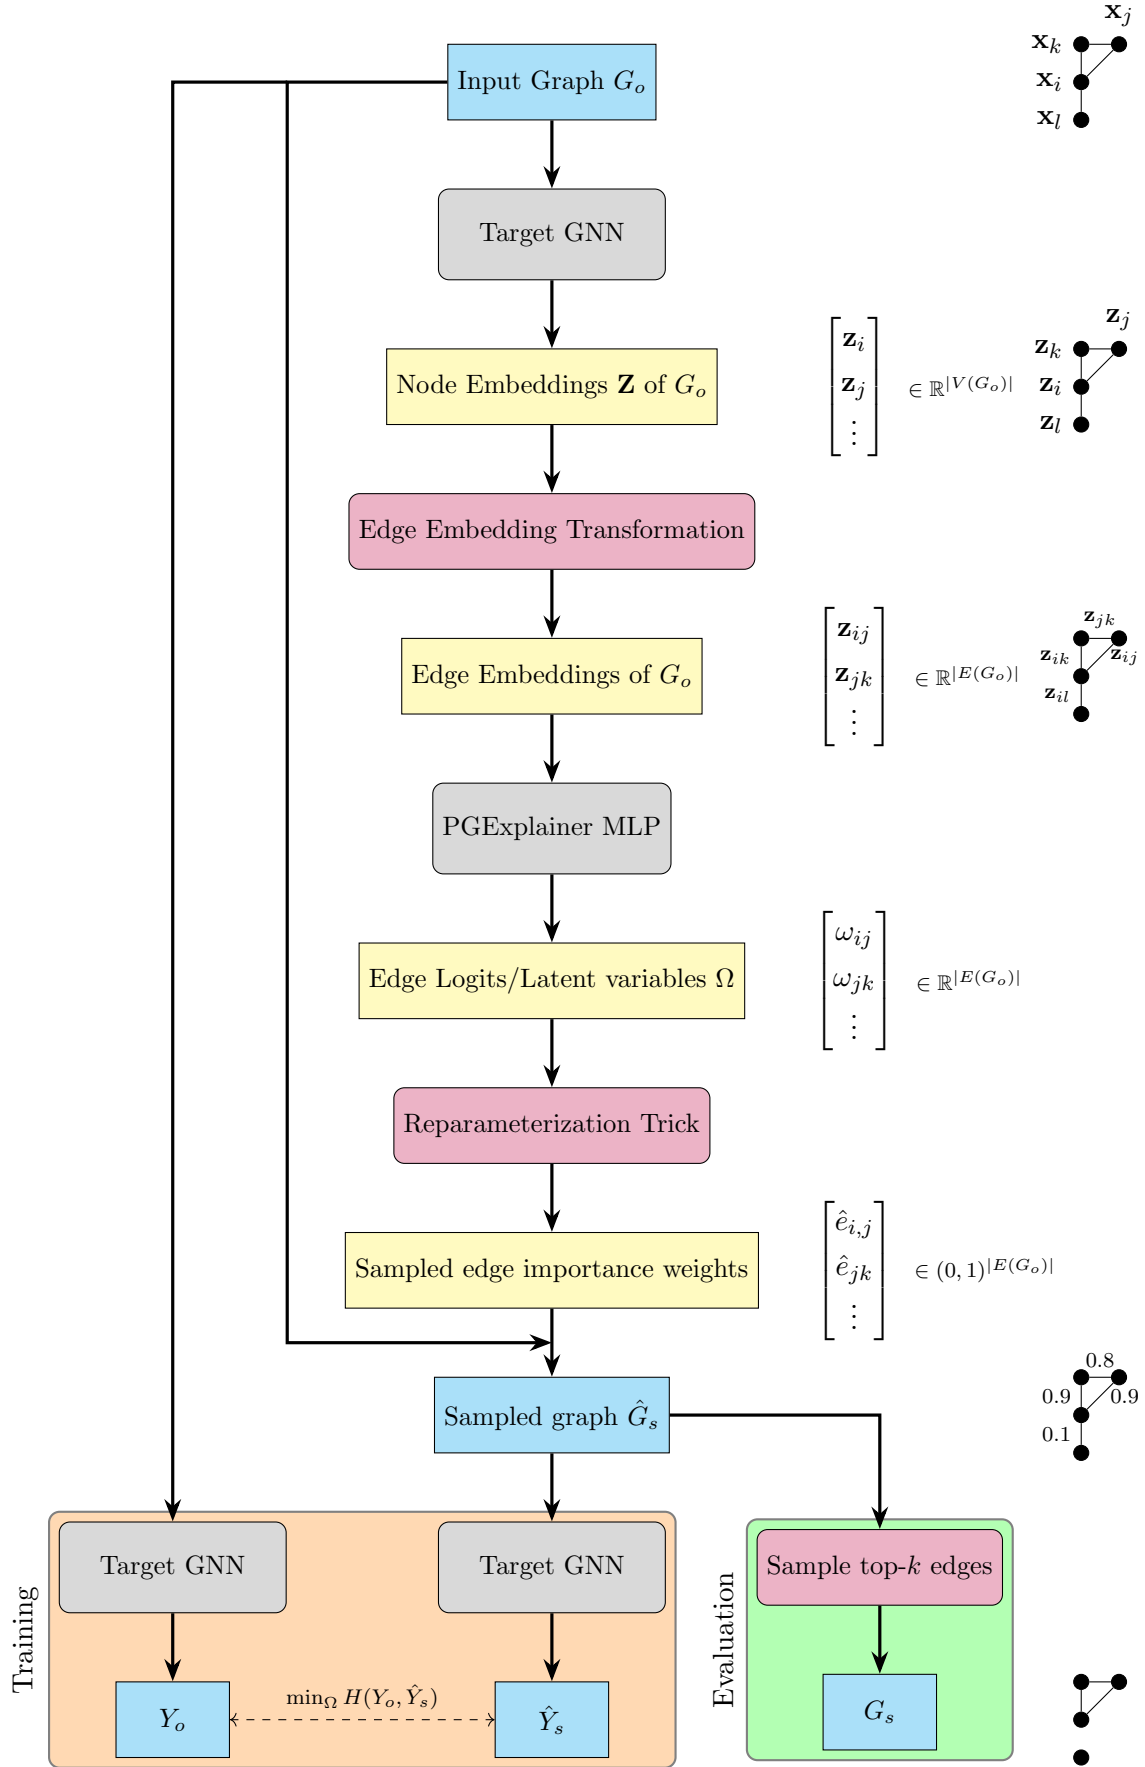 x_j
x_k
Input Graph G_o
x_i
x_l
Target GNN
z_j
z_i
z_k
Node Embeddings Z of G_o
z_j
∈ ℝ^{|V(G_o)|}
z_i
⋮
z_l
Edge Embedding Transformation
z_jk
z_ij
z_ik
z_ij
Edge Embeddings of G_o
z_jk
∈ ℝ^{|E(G_o)|}
z_il
⋮
PGExplainer MLP
ω_ij
Edge Logits/Latent variables Ω
ω_jk
∈ ℝ^{|E(G_o)|}
⋮
Reparameterization Trick
ê_{i,j}
Sampled edge importance weights
ê_{jk}
∈ (0, 1)^{|E(G_o)|}
⋮
0.8
0.9
0.9
Sampled graph Ĝ_s
0.1
Target GNN
Target GNN
Sample top-k edges
Training
Evaluation
min_Ω H(Y_o, Ŷ_s)
Y_o
Ŷ_s
G_s